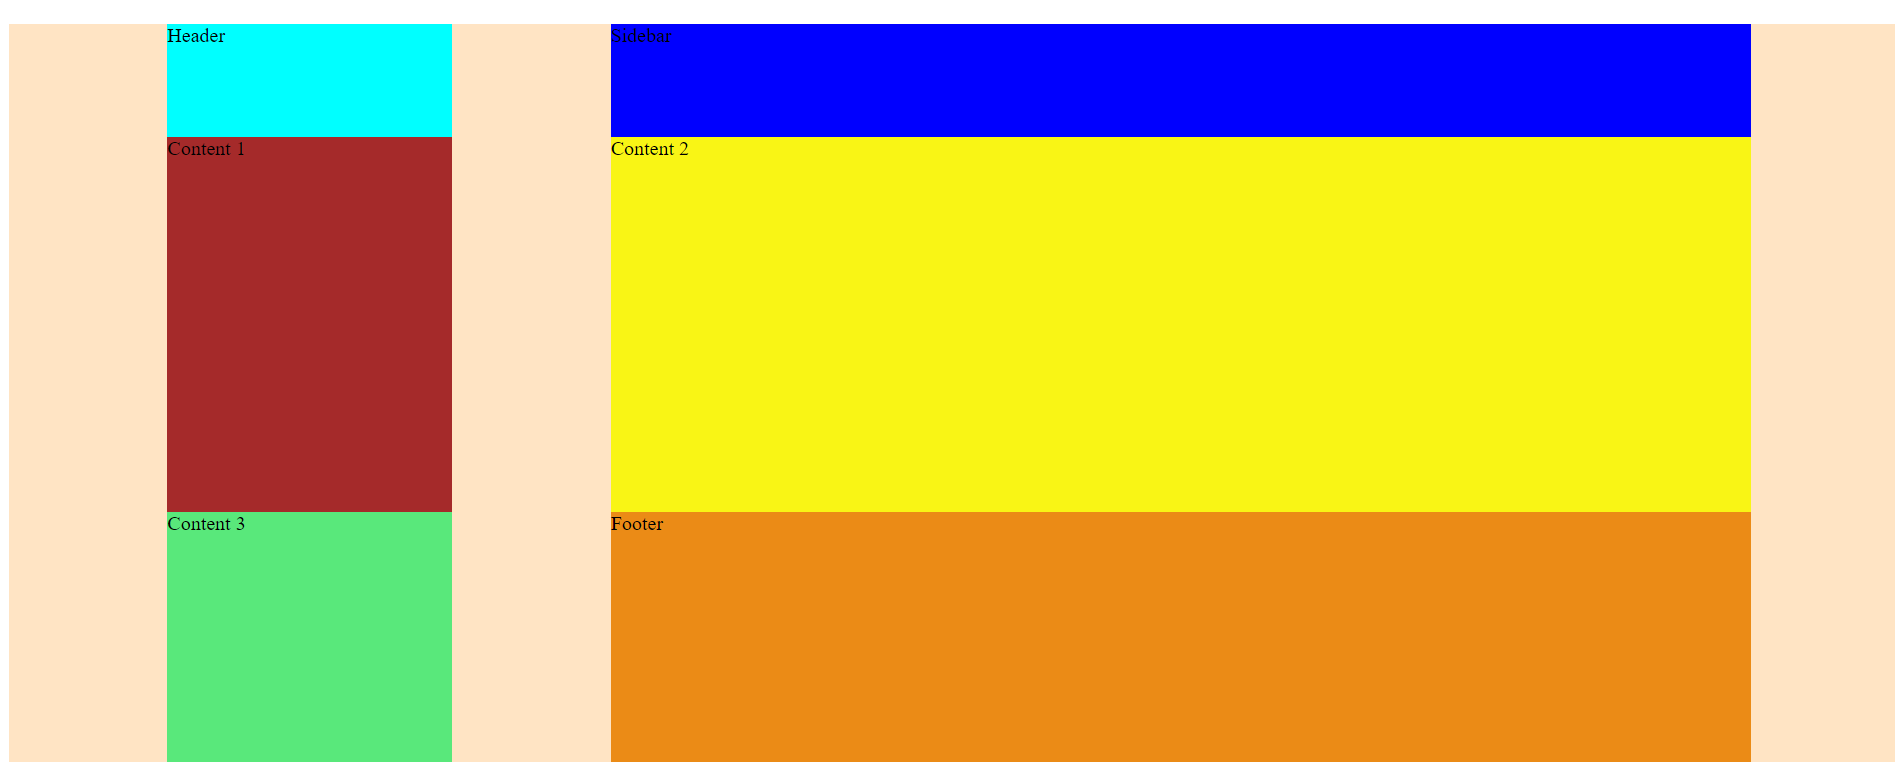 Header
Sidebar
Content 1
Content 2
Content 3
Footer